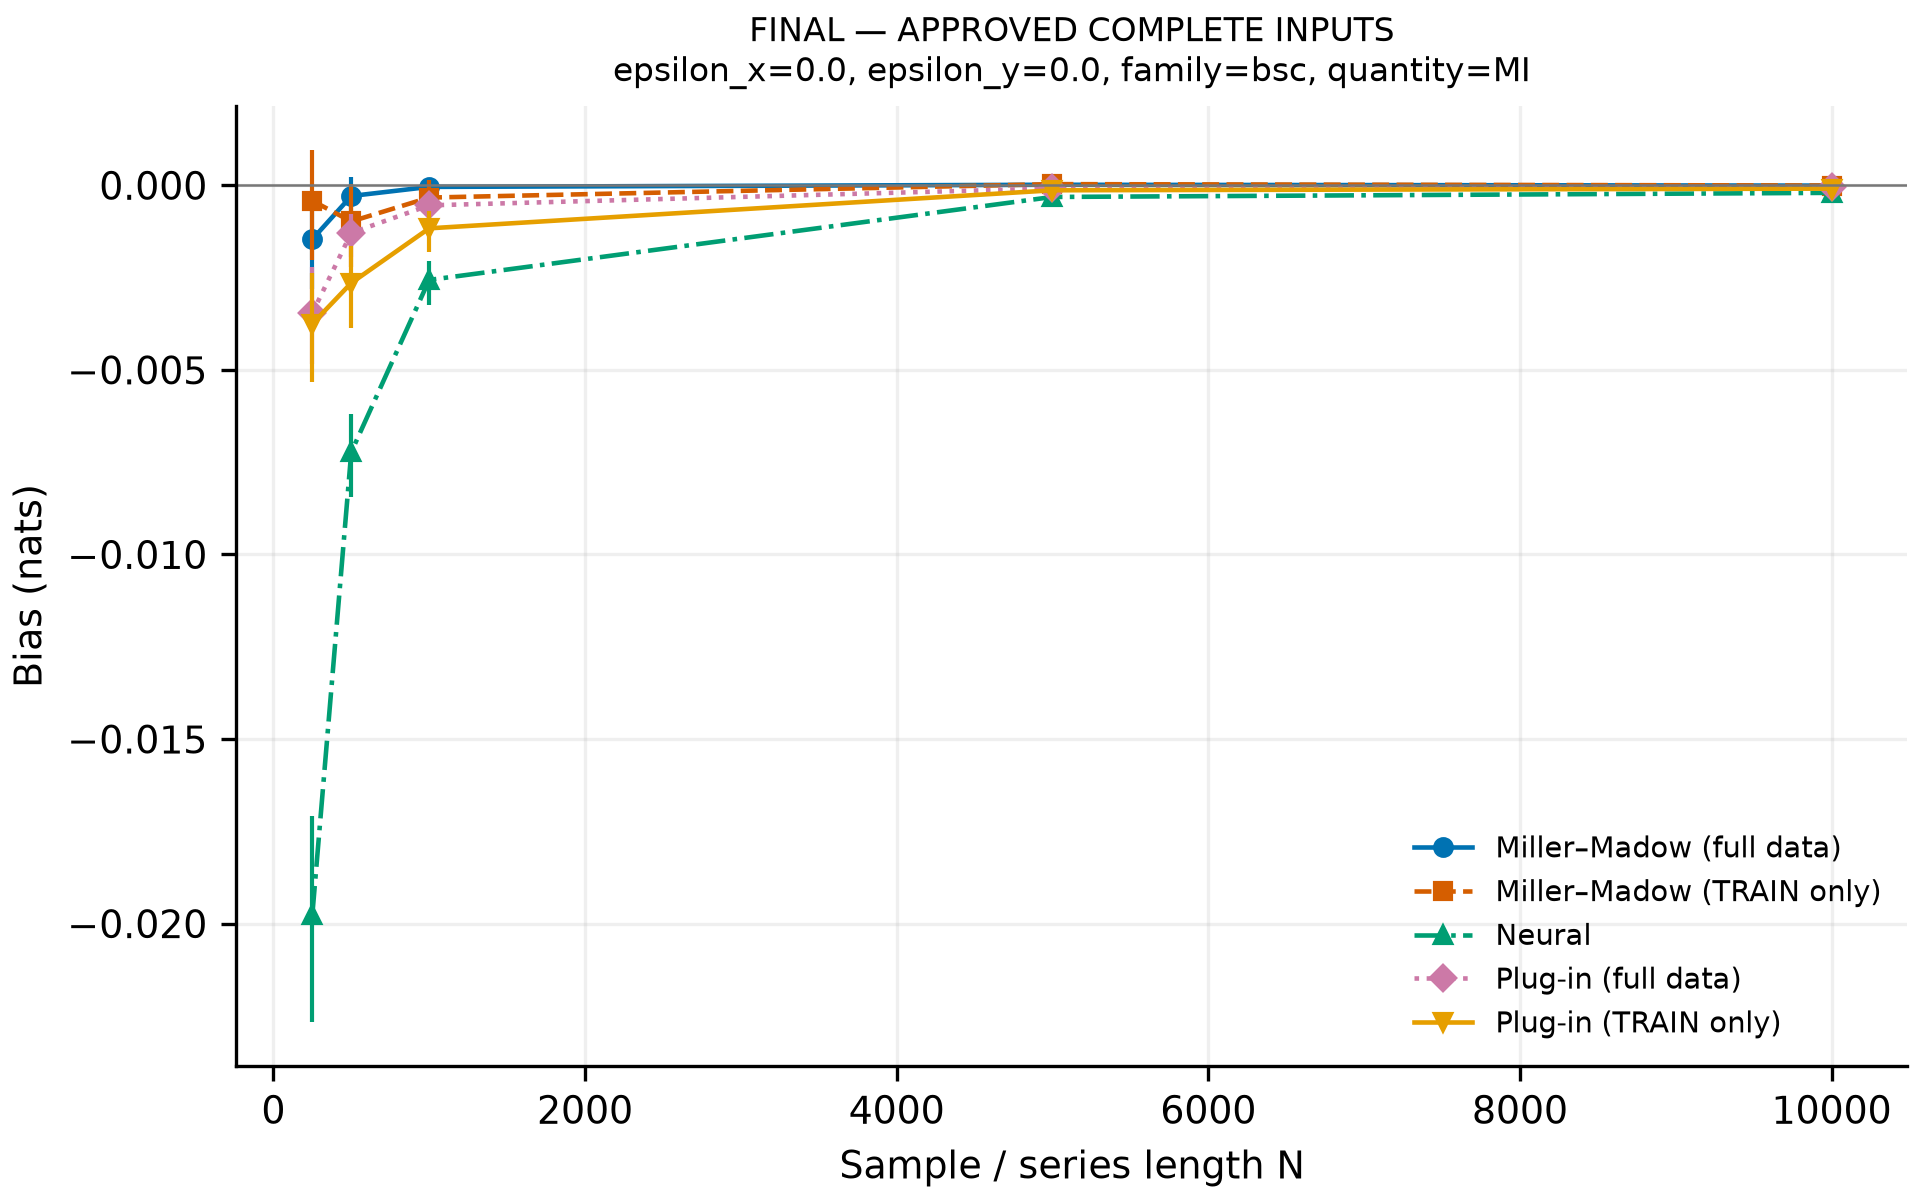 FINAL — APPROVED COMPLETE INPUTS
epsilon_x=0.0, epsilon_y=0.0, family=bsc, quantity=MI
Bias (nats)
0.000
−0.005
−0.010
−0.015
−0.020
Miller–Madow (full data)
Miller–Madow (TRAIN only)
Neural
Plug-in (full data)
Plug-in (TRAIN only)
0 2000 4000 6000 8000 10000
Sample / series length N